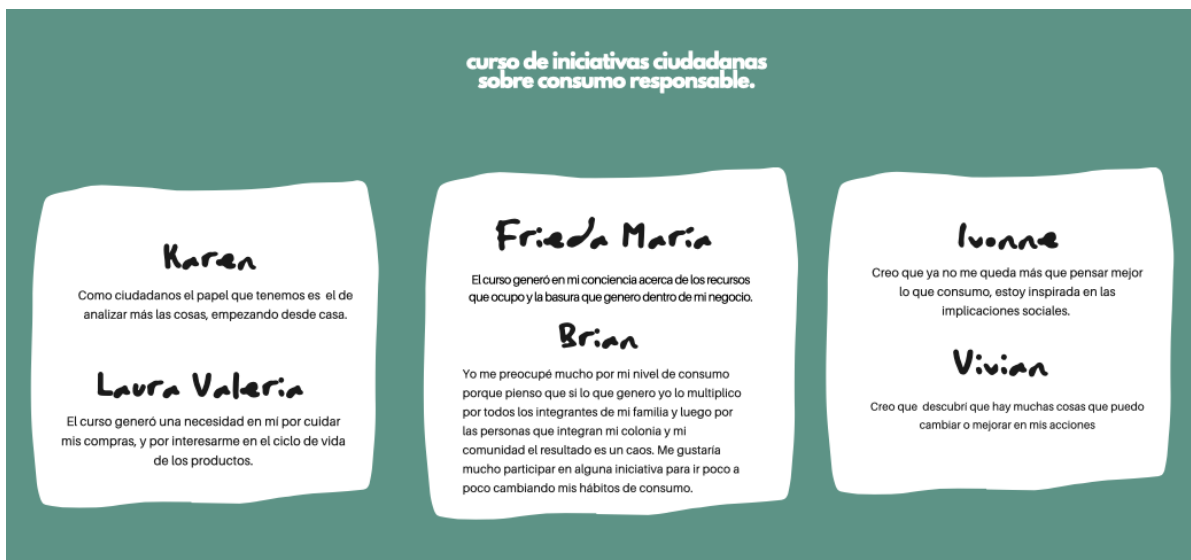 curso de iniciativas ciudadanas
sobre consumo responsable.
Karen
Como ciudadanos el papel que tenemos es el de
analizar más las cosas, empezando desde casa.
Laura Valeria
El curso generó una necesidad en mí por cuidar
mis compras, y por interesarme en el ciclo de vida
de los productos.
Frieda María
El curso generó en mi conciencia acerca de los recursos
que ocupo y la basura que genero dentro de mi negocio.
Brian
Yo me preocupé mucho por mi nivel de consumo
porque pienso que si lo que genero yo lo multiplico
por todos los integrantes de mi familia y luego por
las personas que integran mi colonia y mi
comunidad el resultado es un caos. Me gustaría
mucho participar en alguna iniciativa para ir poco a
poco cambiando mis hábitos de consumo.
Ivonne
Creo que ya no me queda más que pensar mejor
lo que consumo, estoy inspirada en las
implicaciones sociales.
Vivian
Creo que descubrí que hay muchas cosas que puedo
cambiar o mejorar en mis acciones